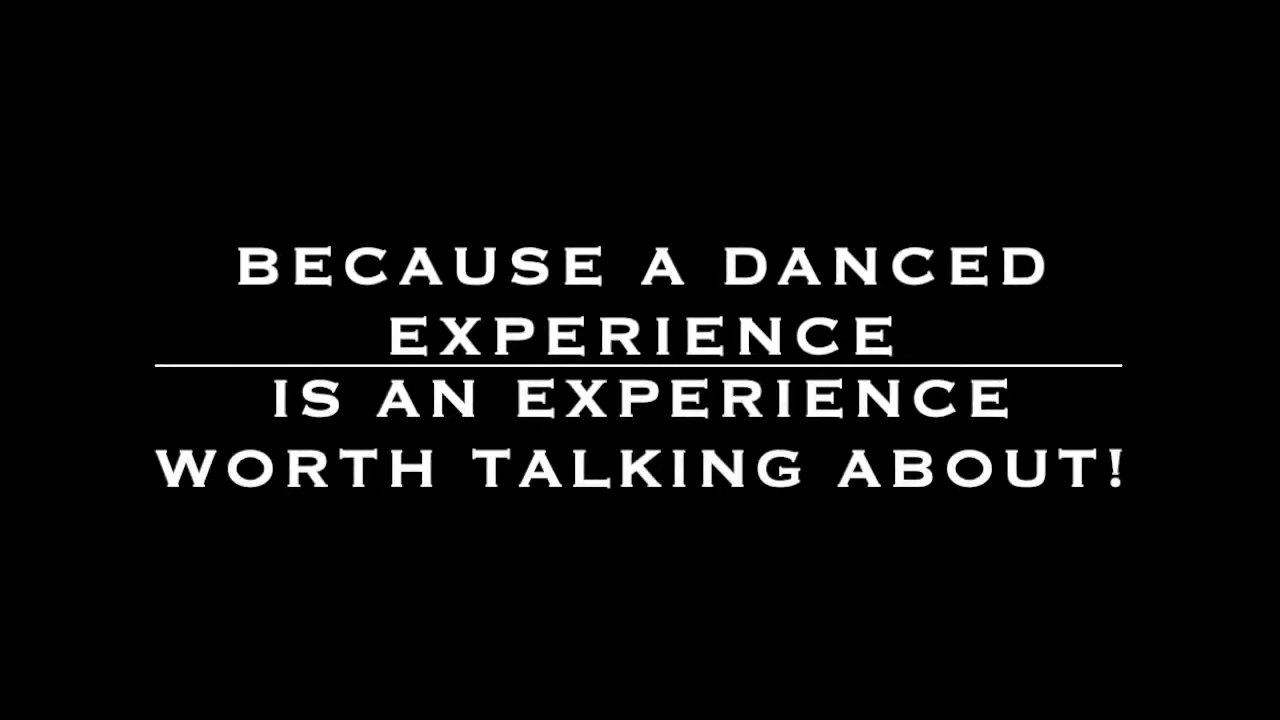 BECAUSE A DANCED
EXPERIENCE
IS AN EXPERIENCE
WORTH TALKING ABOUT!